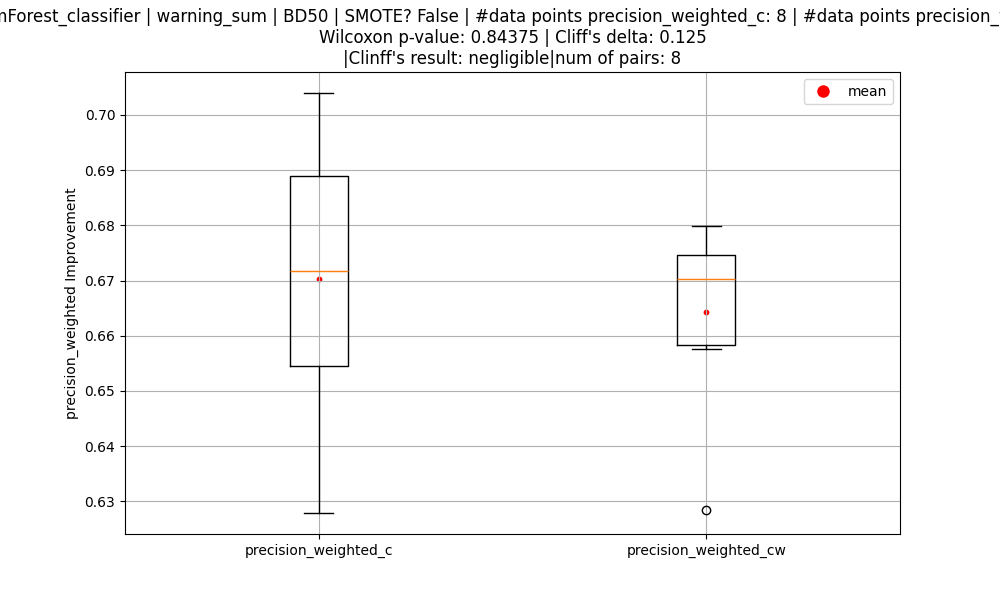 mForest_classifier | warning_sum | BD50 | SMOTE? False | #data points precision_weighted_c: 8 | #data points
Wilcoxon p-value: 0.84375 | Cliff's delta: 0.125
|Clinff's result: negligible|num of pairs: 8
mean
0.70
0.69
0.68
0.67
0.66
0.65
0.64
0.63
precision_weighted Improvement
precision_weighted_c
precision_weighted_cw